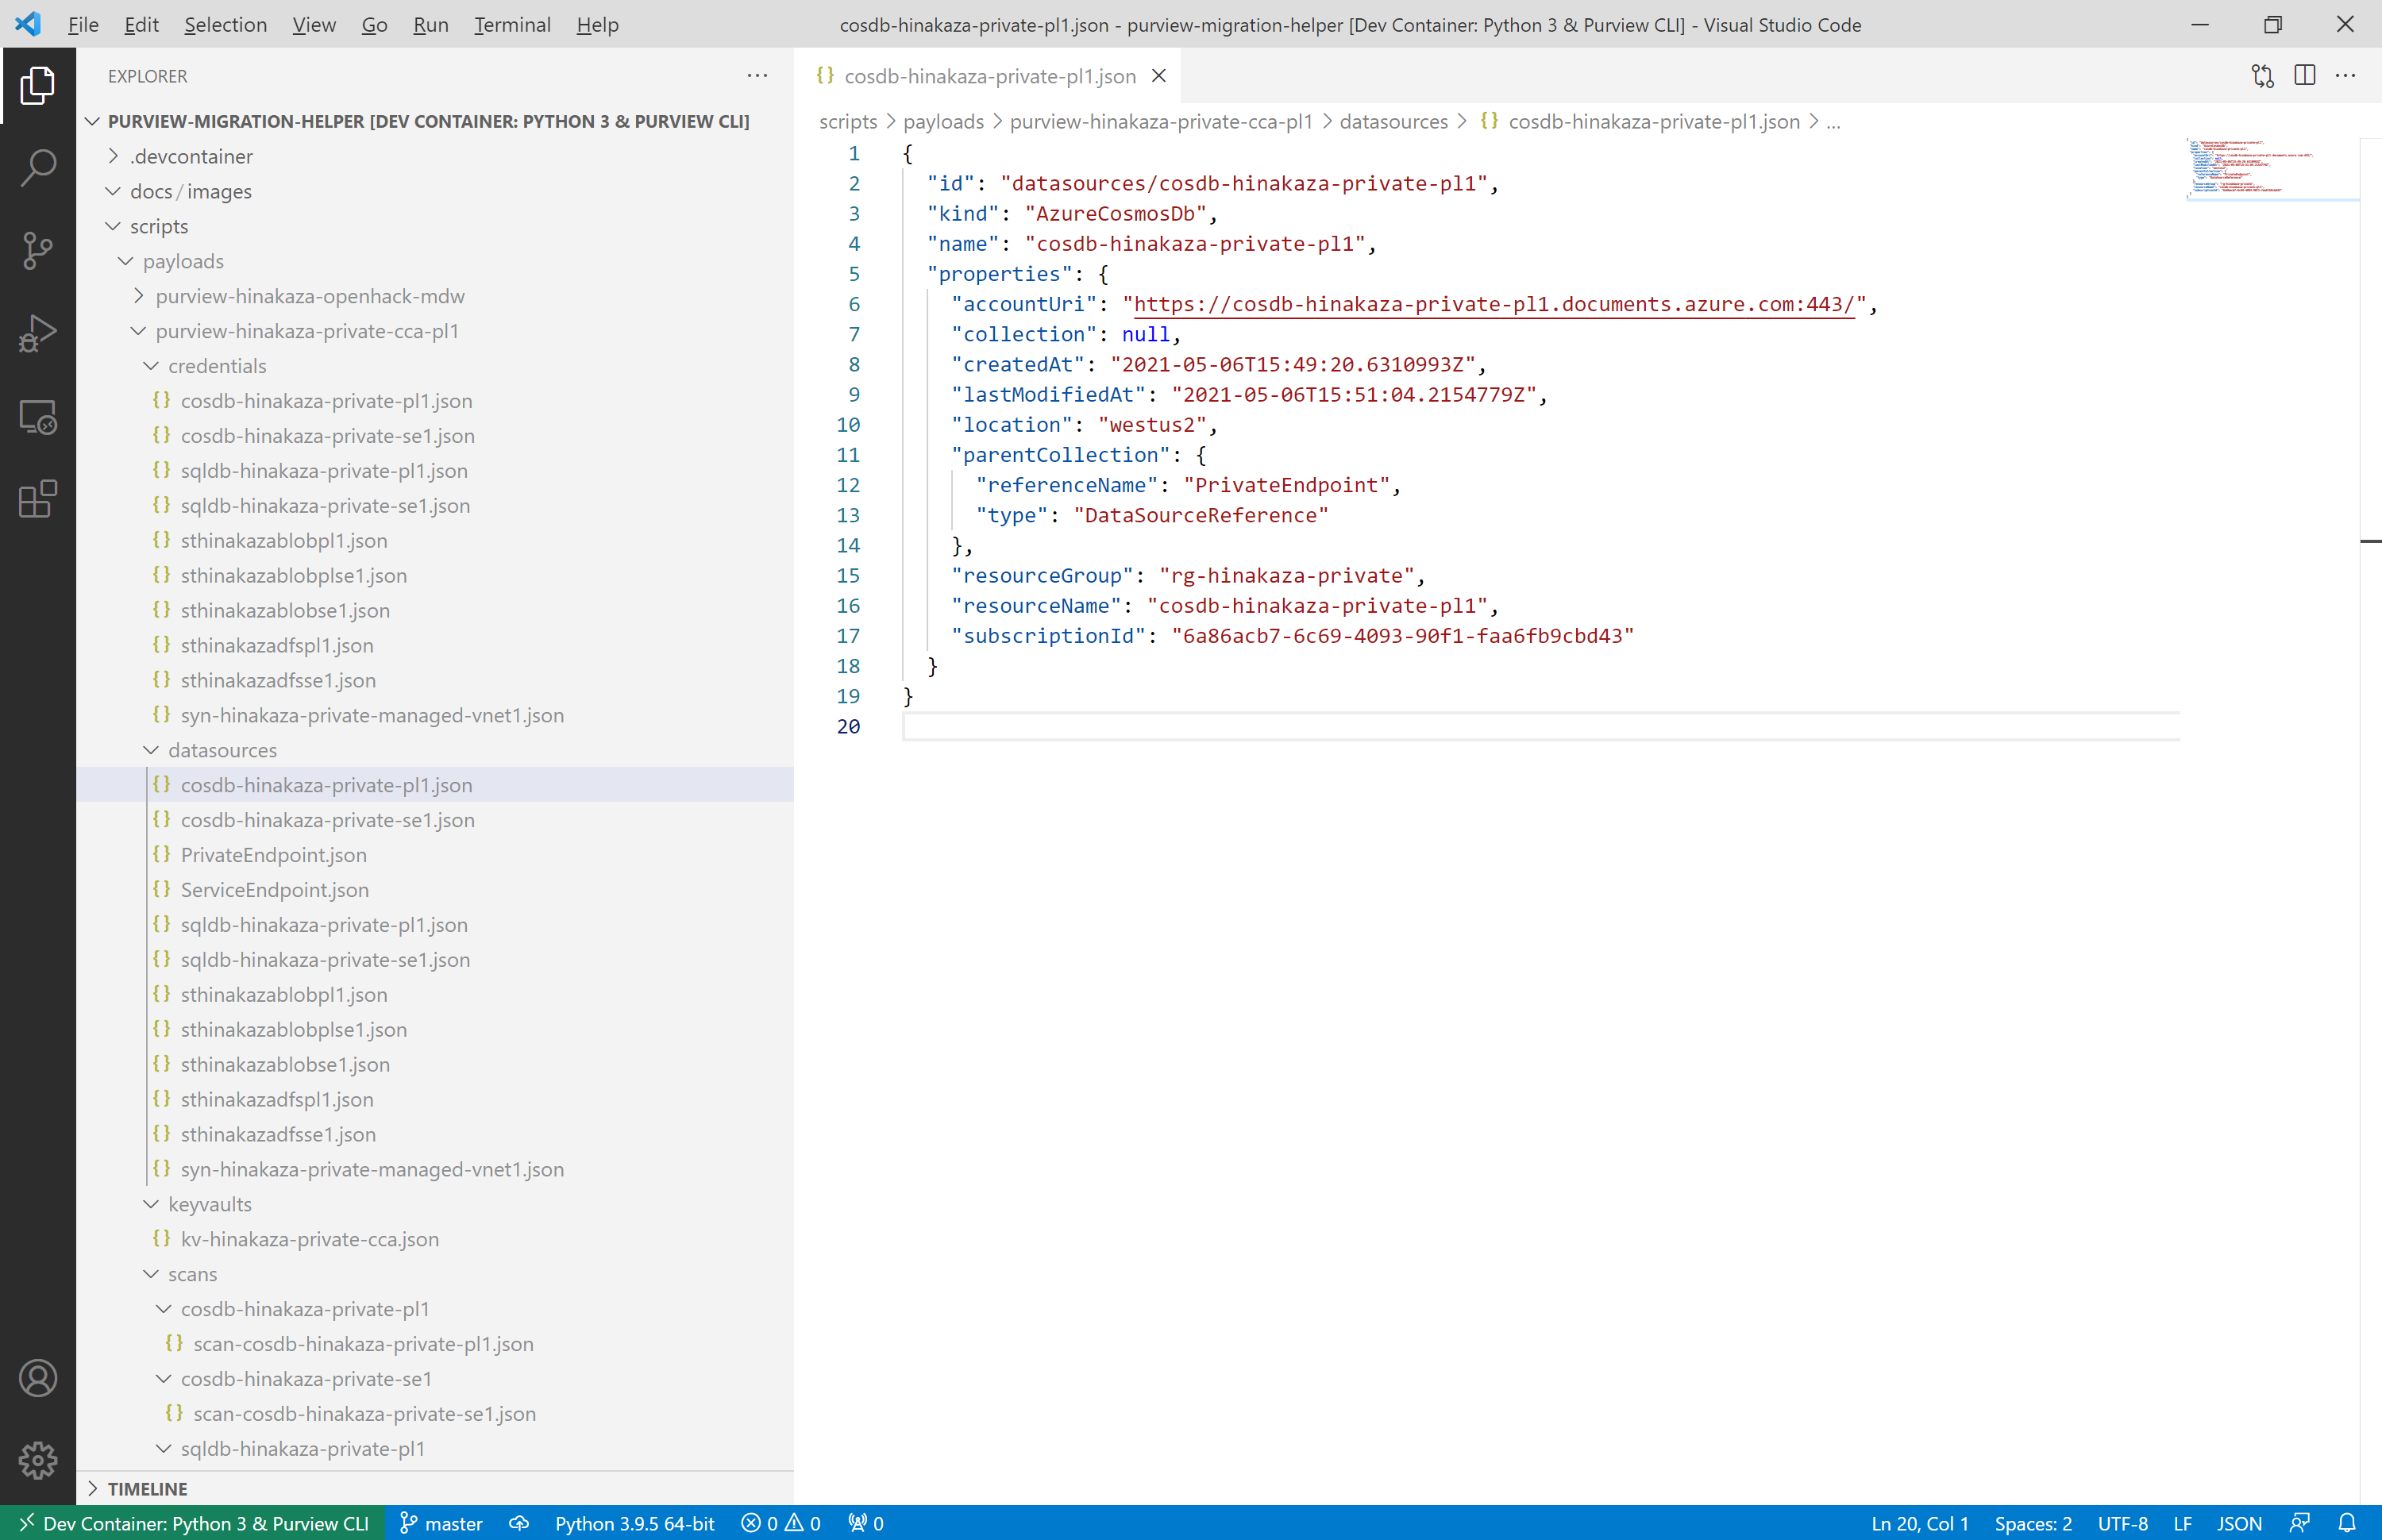 File Edit Selection View Go Run Terminal Help
cosdb-hinakaza-private-pl1.json - purview-migration-helper [Dev Container: Python 3 & Purview CLI] - Visual Studio Code
EXPLORER
PURVIEW-MIGRATION-HELPER [DEV CONTAINER: PYTHON 3 & PURVIEW CLI]
.devcontainer
docs / images
scripts
payloads
purview-hinakaza-openhack-mdw
purview-hinakaza-private-cca-pl1
credentials
{} cosdb-hinakaza-private-pl1.json
{} cosdb-hinakaza-private-se1.json
{} sqldb-hinakaza-private-pl1.json
{} sqldb-hinakaza-private-se1.json
{} sthinakazablobpl1.json
{} sthinakazablobplse1.json
{} sthinakazablobse1.json
{} sthinakazadfspl1.json
{} sthinakazadfsse1.json
{} syn-hinakaza-private-managed-vnet1.json
datasources
{} cosdb-hinakaza-private-pl1.json
{} cosdb-hinakaza-private-se1.json
{} PrivateEndpoint.json
{} ServiceEndpoint.json
{} sqldb-hinakaza-private-pl1.json
{} sqldb-hinakaza-private-se1.json
{} sthinakazablobpl1.json
{} sthinakazablobplse1.json
{} sthinakazablobse1.json
{} sthinakazadfspl1.json
{} sthinakazadfsse1.json
{} syn-hinakaza-private-managed-vnet1.json
keyvaults
{} kv-hinakaza-private-cca.json
scans
cosdb-hinakaza-private-pl1
{} scan-cosdb-hinakaza-private-pl1.json
cosdb-hinakaza-private-se1
{} scan-cosdb-hinakaza-private-se1.json
sqldb-hinakaza-private-pl1
TIMELINE
{} cosdb-hinakaza-private-pl1.json
scripts > payloads > purview-hinakaza-private-cca-pl1 > datasources > {} cosdb-hinakaza-private-pl1.json > ...
1 {
2 "id": "datasources/cosdb-hinakaza-private-pl1",
3 "kind": "AzureCosmosDb",
4 "name": "cosdb-hinakaza-private-pl1",
5 "properties": {
6 "accountUri": "https://cosdb-hinakaza-private-pl1.documents.azure.com:443/",
7 "collection": null,
8 "createdAt": "2021-05-06T15:49:20.6310993Z",
9 "lastModifiedAt": "2021-05-06T15:51:04.2154779Z",
10 "location": "westus2",
11 "parentCollection": {
12 "referenceName": "PrivateEndpoint",
13 "type": "DataSourceReference"
14 },
15 "resourceGroup": "rg-hinakaza-private",
16 "resourceName": "cosdb-hinakaza-private-pl1",
17 "subscriptionId": "6a86acb7-6c69-4093-90f1-faa6fb9cbd43"
18 }
19 }
20
Dev Container: Python 3 & Purview CLI master Python 3.9.5 64-bit 0 0 0 Ln 20, Col 1 Spaces: 2 UTF-8 LF JSON